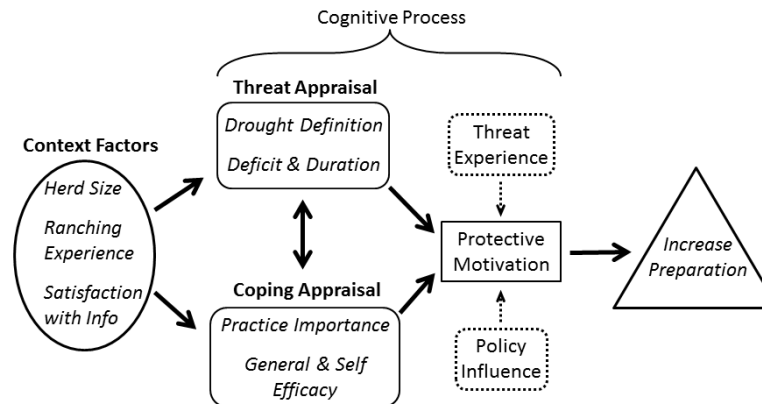 Cognitive Process
Threat Appraisal
Drought Definition
Deficit & Duration
Context Factors
Herd Size
Ranching
Experience
Satisfaction
with Info
Coping Appraisal
Practice Importance
General & Self
Efficacy
Threat
Experience
Protective
Motivation
Policy
Influence
Increase
Preparation